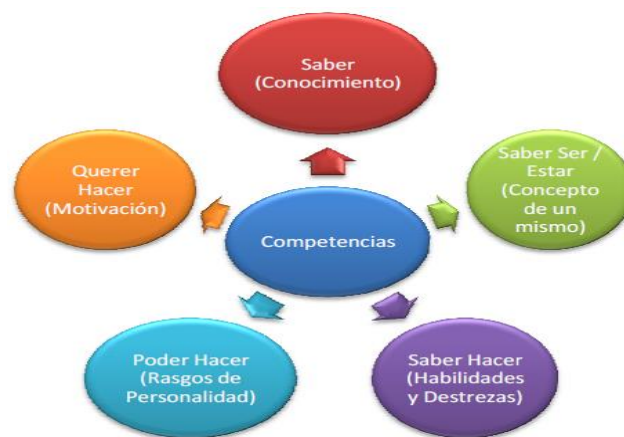 Saber
(Conocimiento)
Querer
Hacer
(Motivación)
Saber Ser /
Estar
(Concepto
de un
mismo)
Competencias
Poder Hacer
(Rasgos de
Personalidad)
Saber Hacer
(Habilidades
y Destrezas)